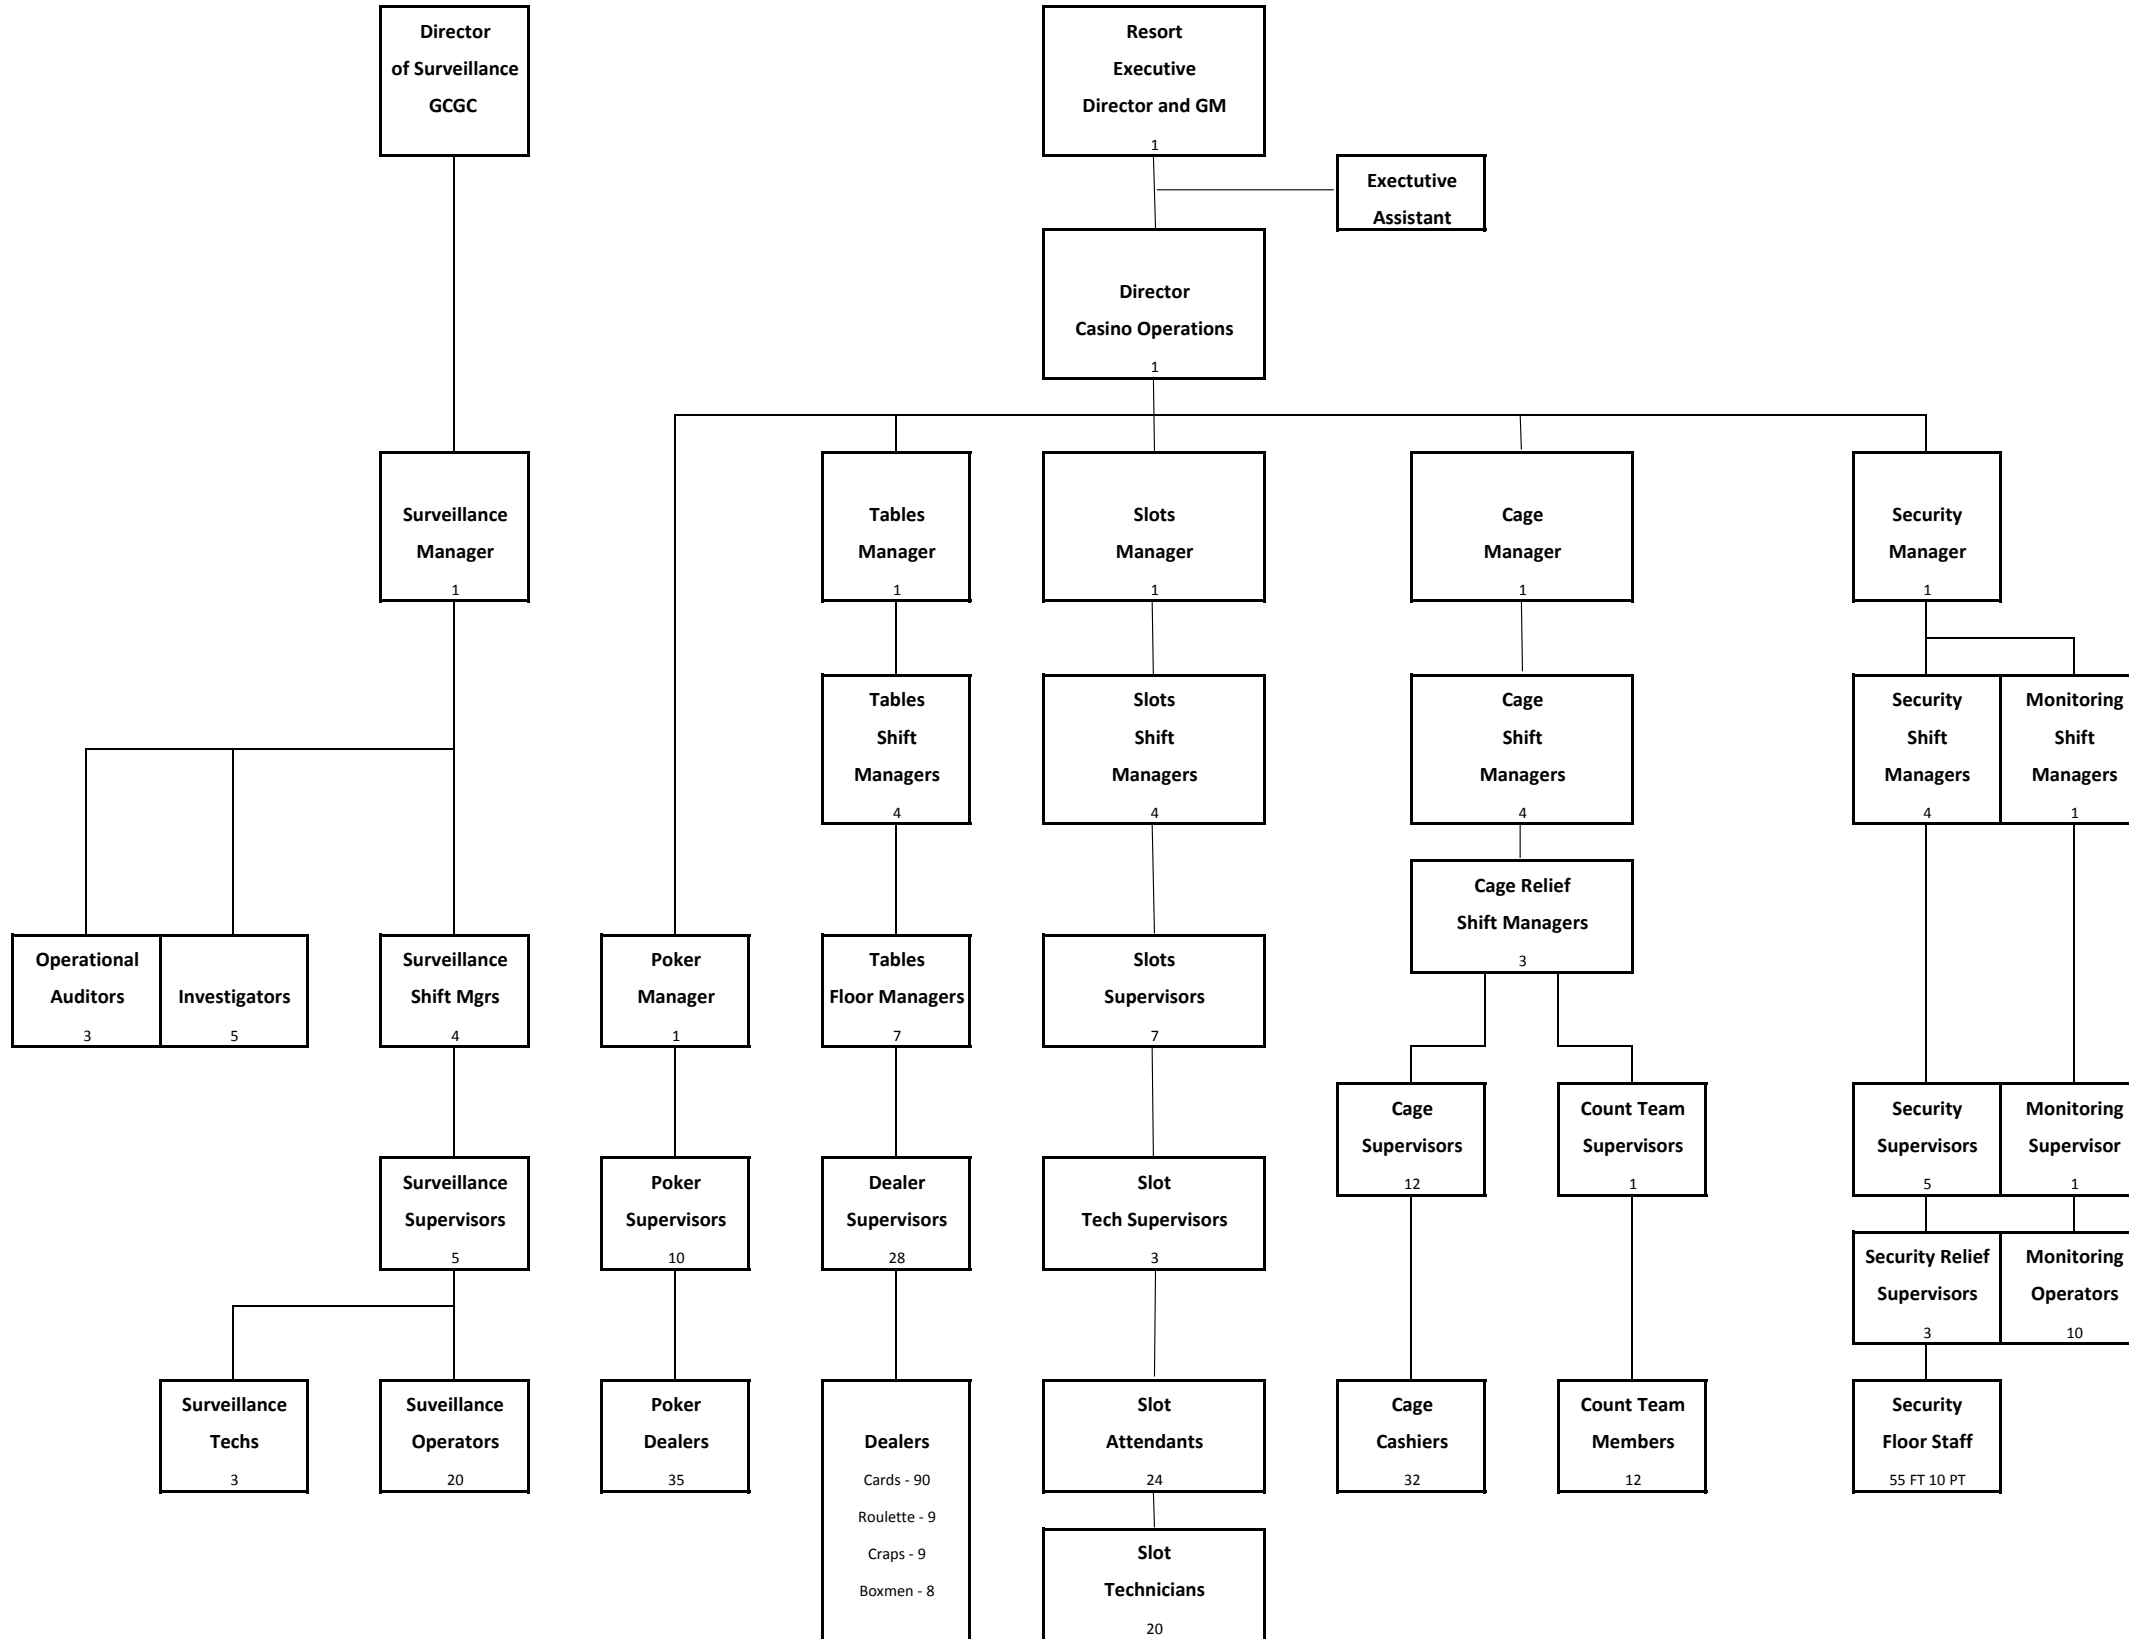 Director
of Surveillance
GCGC
Resort
Executive
Director and GM
1
Exectutive
Assistant
Director
Casino Operations
1
Surveillance
Manager
1
Tables
Manager
1
Slots
Manager
1
Cage
Manager
1
Security
Manager
1
Tables
Shift
Managers
4
Slots
Shift
Managers
4
Cage
Shift
Managers
4
Security
Shift
Managers
4
Monitoring
Shift
Managers
1
Cage Relief
Shift Managers
3
Operational
Auditors
3
Investigators
5
Surveillance
Shift Mgrs
4
Poker
Manager
1
Tables
Floor Managers
7
Slots
Supervisors
7
Cage
Supervisors
12
Count Team
Supervisors
1
Security
Supervisors
5
Monitoring
Supervisor
1
Surveillance
Supervisors
5
Poker
Supervisors
10
Dealer
Supervisors
28
Slot
Tech Supervisors
3
Security Relief
Supervisors
3
Monitoring
Operators
10
Surveillance
Techs
3
Suveillance
Operators
20
Poker
Dealers
35
Dealers
Cards - 90
Roulette - 9
Craps - 9
Boxmen - 8
Slot
Attendants
24
Cage
Cashiers
32
Count Team
Members
12
Security
Floor Staff
55 FT 10 PT
Slot
Technicians
20